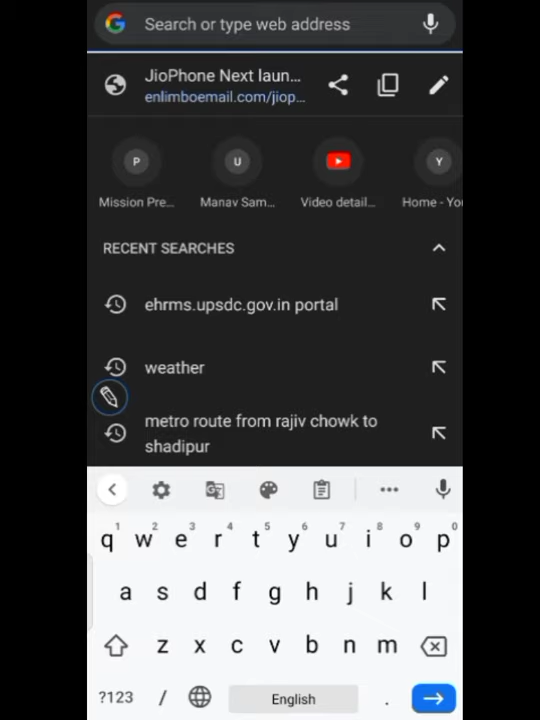 Search or type web address
JioPhone Next laun...
enlimboemail.com/jiop...
P U Y
Mission Pre... Manav Sam... Video detail... Home - You
RECENT SEARCHES
ehrms.upsdc.gov.in portal
weather
metro route from rajiv chowk to
shadipur
1 2 3 4 5 6 7 8 9 0
q w e r t y u i o p
a s d f g h j k l
z x c v b n m
?123 / English .